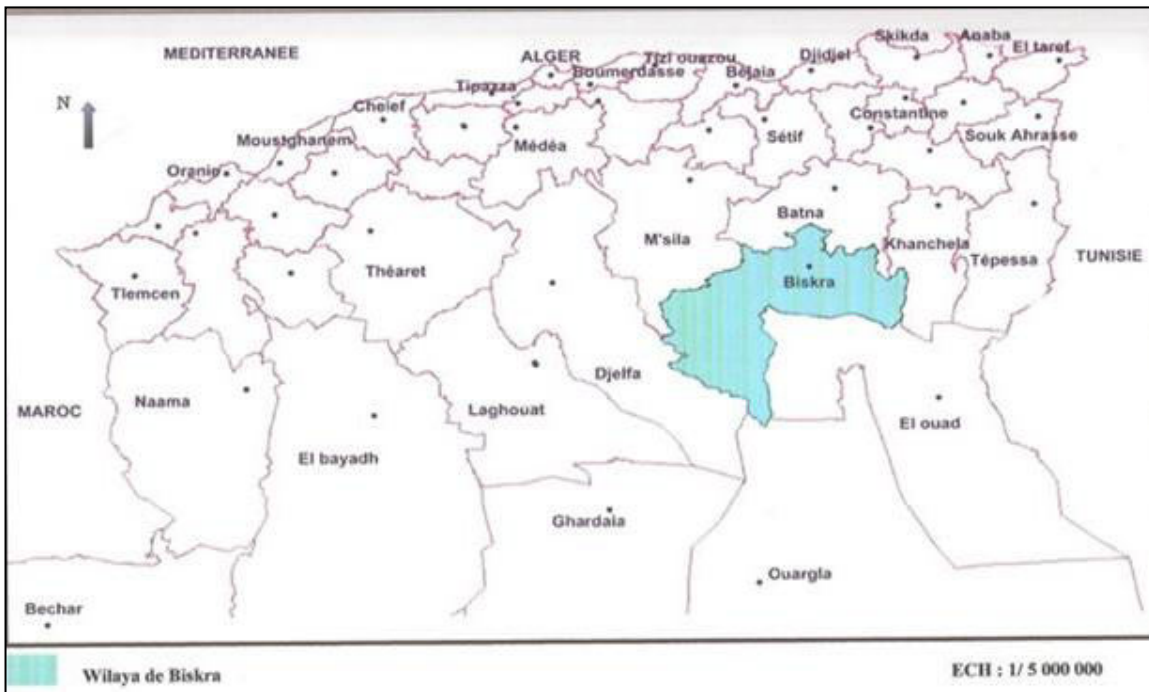 MEDITERRANEE
ALGER
Tizi ouazou
Djidjel
Skikda
Anaba
El taref
Boumerdasse
Bejaia
Tipazza
N
Cheief
Constantine
Moustghanem
Médéa
Sétif
Souk Ahrasse
Oranie
Batna
M'sila
Khanchela
TUNISIE
Théaret
Tépessa
Tlemcen
Biskra
Djelfa
MAROC
Naama
Laghouat
El ouad
El bayadh
Ghardaia
Ouargla
Bechar
Wilaya de Biskra
ECH : 1/ 5 000 000